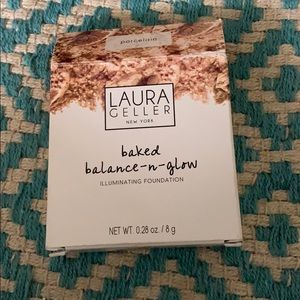 porcelain
LAURA
GELLER
NEW YORK
baked
balance-n-glow
ILLUMINATING FOUNDATION
NET WT. 0.28 oz. / 8 g